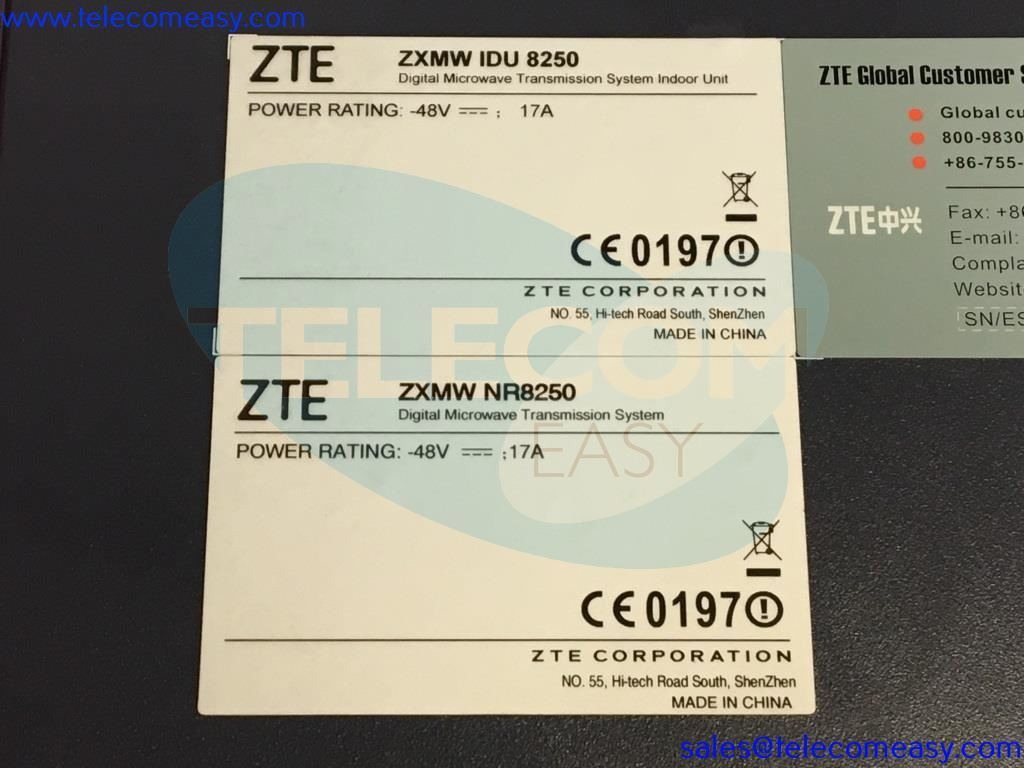 www.telecomeasy.com
ZTE
ZXMW IDU 8250
Digital Microwave Transmission System Indoor Unit
POWER RATING: -48V ⎓ ; 17A
CE0197
ZTE CORPORATION
NO. 55, Hi-tech Road South, ShenZhen
MADE IN CHINA
ZTE Global Customer S
Global cu
800-9830
+86-755-
ZTE中兴
Fax: +86
E-mail:
Compla
Website
SN/ES
TELECOM
EASY
ZTE
ZXMW NR8250
Digital Microwave Transmission System
POWER RATING: -48V ⎓ ;17A
CE0197
ZTE CORPORATION
NO. 55, Hi-tech Road South, ShenZhen
MADE IN CHINA
sales@telecomeasy.com